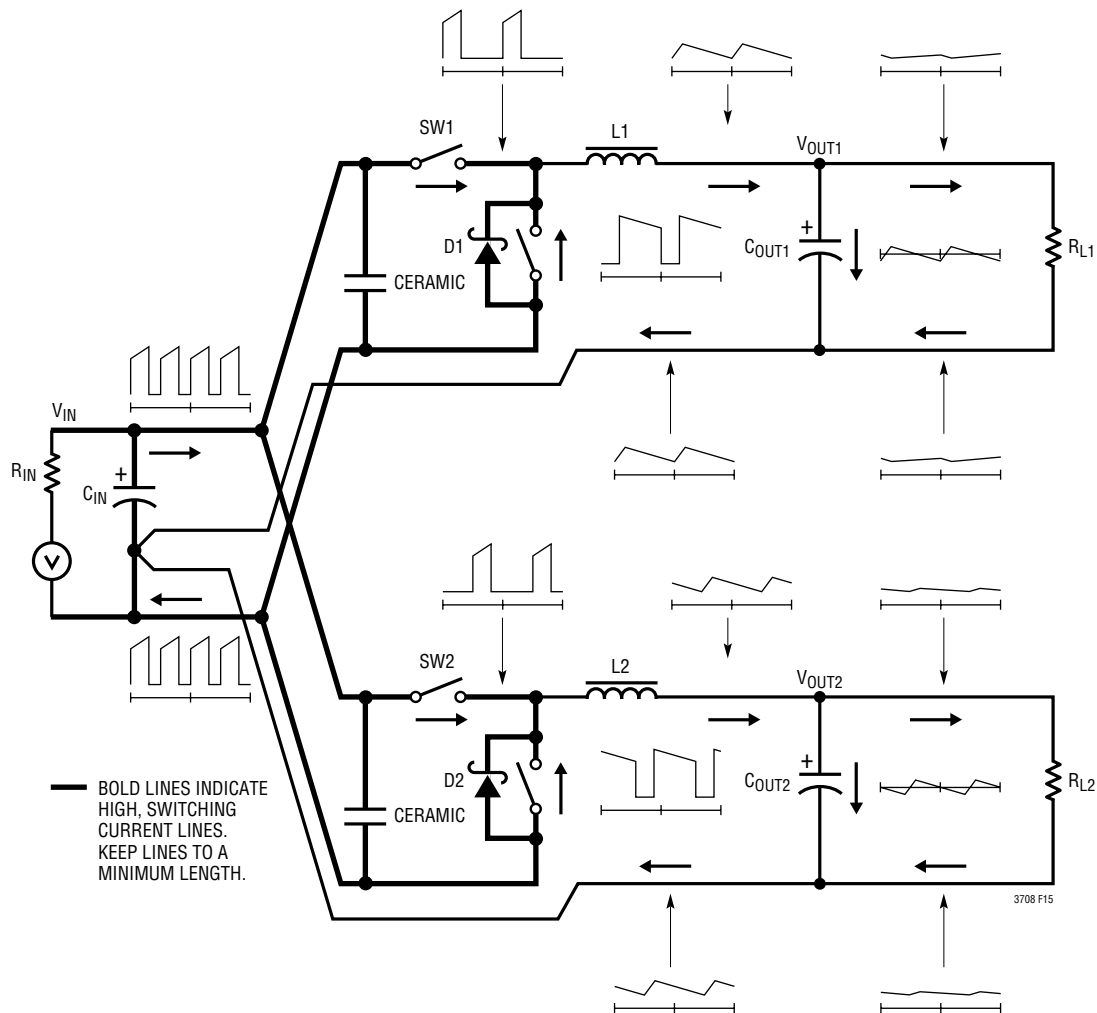 SW1
L1
VOUT1
D1
+
COUT1
RL1
CERAMIC
VIN
RIN
+
CIN
V
SW2
L2
VOUT2
D2
+
COUT2
RL2
CERAMIC
BOLD LINES INDICATE
HIGH, SWITCHING
CURRENT LINES.
KEEP LINES TO A
MINIMUM LENGTH.
3708 F15